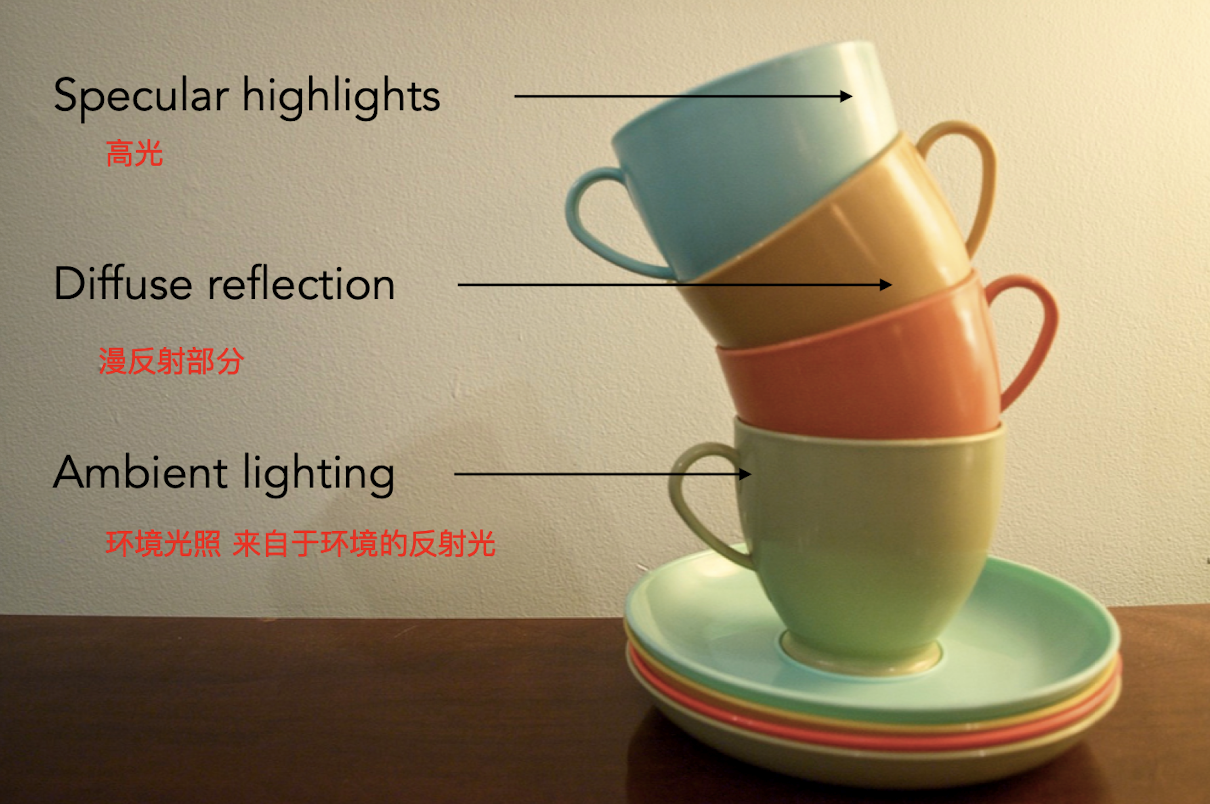 Specular highlights
高光
Diffuse reflection
漫反射部分
Ambient lighting
环境光照 来自于环境的反射光